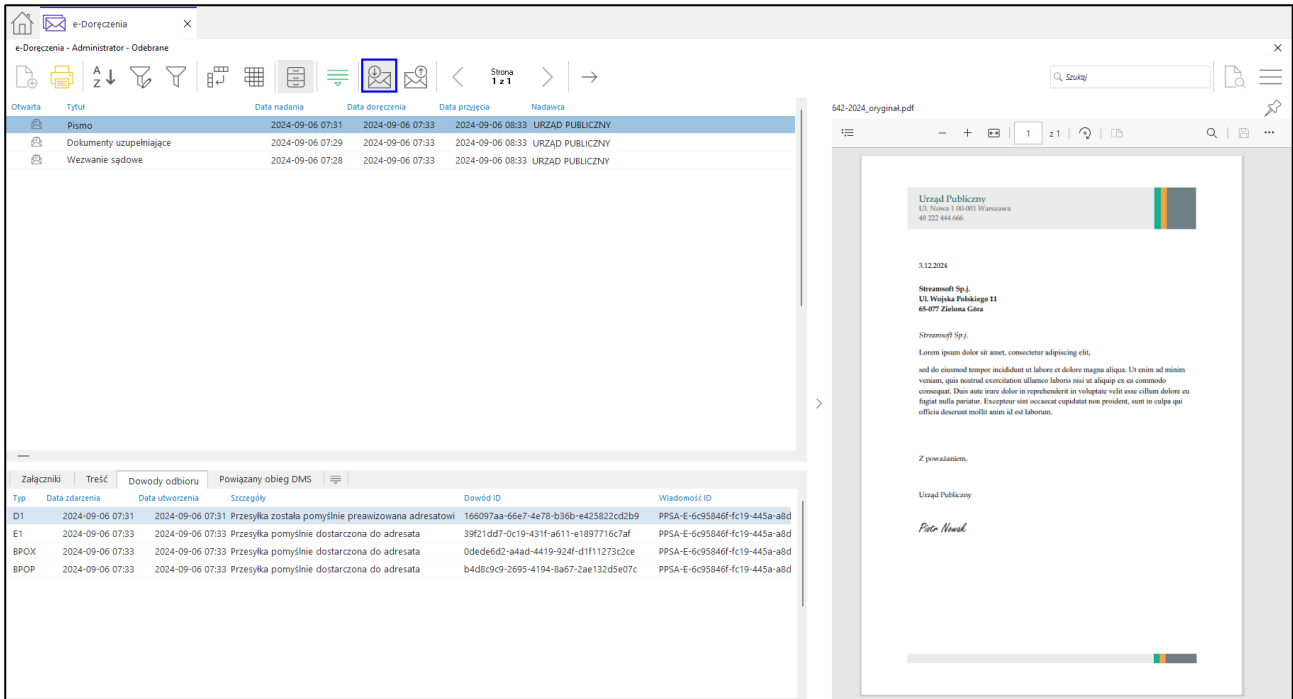 e-Doręczenia
e-Doręczenia - Administrator - Odebrane
A
Z
Strona
1 z 1
Szukaj
Otwarta Tytuł Data nadania Data doręczenia Data przyjęcia Nadawca
Pismo 2024-09-06 07:31 2024-09-06 07:33 2024-09-06 08:33 URZĄD PUBLICZNY
Dokumenty uzupełniające 2024-09-06 07:29 2024-09-06 07:33 2024-09-06 08:33 URZĄD PUBLICZNY
Wezwanie sądowe 2024-09-06 07:28 2024-09-06 07:33 2024-09-06 08:33 URZĄD PUBLICZNY
Załączniki Treść Dowody odbioru Powiązany obieg DMS
Typ Data zdarzenia Data utworzenia Szczegóły Dowód ID Wiadomość ID
D1 2024-09-06 07:31 2024-09-06 07:31 Przesyłka została pomyślnie preawizowana adresatowi 166097aa-66e7-4e78-b36b-e425822cd2b9 PPSA-E-6c95846f-fc19-445a-a8d
E1 2024-09-06 07:33 2024-09-06 07:33 Przesyłka pomyślnie dostarczona do adresata 39f21dd7-0c19-431f-a611-e1897716c7af PPSA-E-6c95846f-fc19-445a-a8d
BPOX 2024-09-06 07:33 2024-09-06 07:33 Przesyłka pomyślnie dostarczona do adresata 0dede6d2-a4ad-4419-924f-d1f11273c2ce PPSA-E-6c95846f-fc19-445a-a8d
BPOP 2024-09-06 07:33 2024-09-06 07:33 Przesyłka pomyślnie dostarczona do adresata b4d8c9c9-2695-4194-8a67-2ae132d5e07c PPSA-E-6c95846f-fc19-445a-a8d
642-2024_oryginał.pdf
1 z 1
Urząd Publiczny
Ul. Nowa 1 00-001 Warszawa
48 222 444 666
3.12.2024
Streamsoft Sp.j.
Ul. Wojska Polskiego 11
65-077 Zielona Góra
Streamsoft Sp.j.
Lorem ipsum dolor sit amet, consectetur adipiscing elit,
sed do eiusmod tempor incididunt ut labore et dolore magna aliqua. Ut enim ad minim
veniam, quis nostrud exercitation ullamco laboris nisi ut aliquip ex ea commodo
consequat. Duis aute irure dolor in reprehenderit in voluptate velit esse cillum dolore eu
fugiat nulla pariatur. Excepteur sint occaecat cupidatat non proident, sunt in culpa qui
officia deserunt mollit anim id est laborum.
Z poważaniem,
Urząd Publiczny
Piotr Nowak